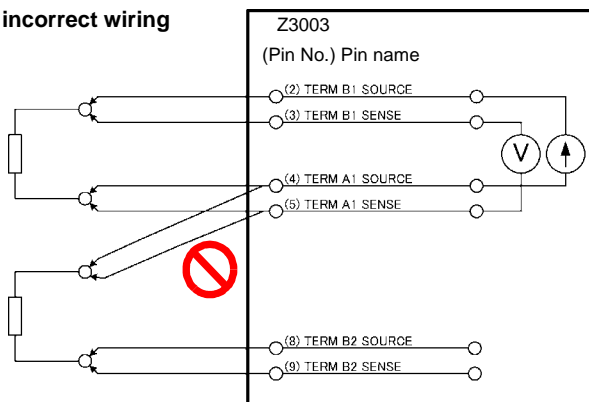 incorrect wiring
Z3003
(Pin No.) Pin name
(2) TERM B1 SOURCE
(3) TERM B1 SENSE
V
(4) TERM A1 SOURCE
(5) TERM A1 SENSE
(8) TERM B2 SOURCE
(9) TERM B2 SENSE